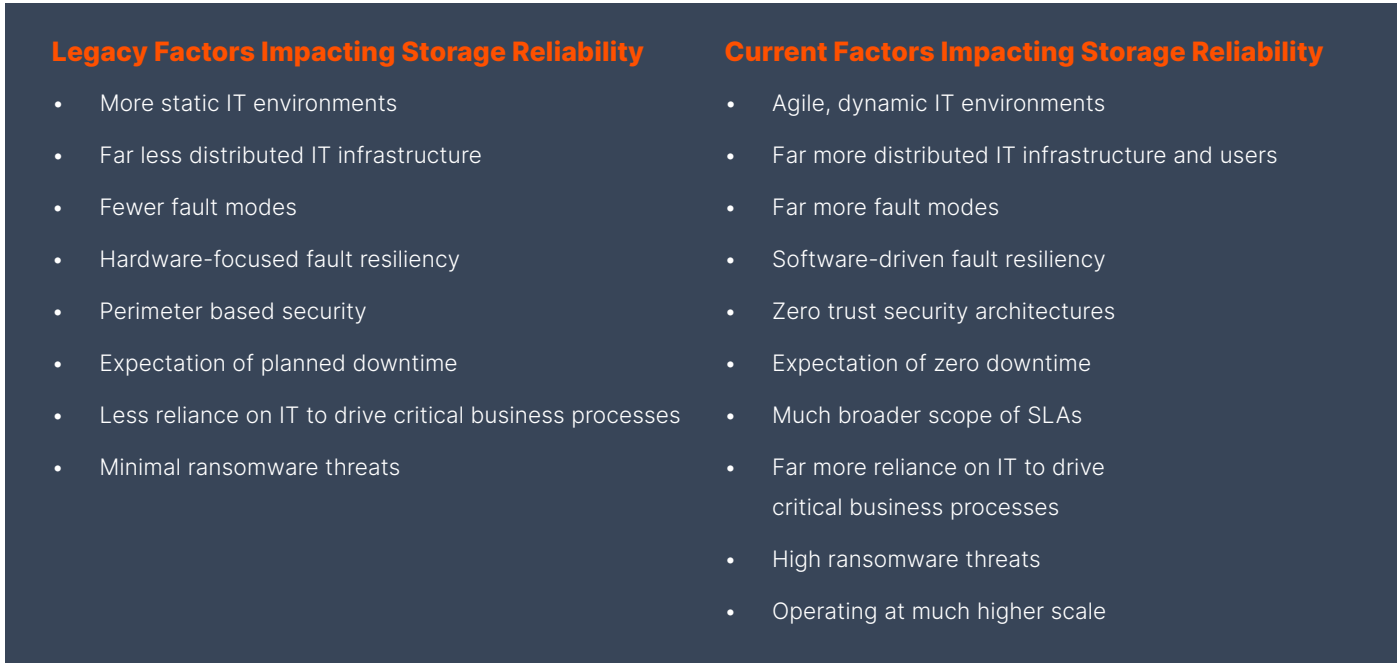 Legacy Factors Impacting Storage Reliability
• More static IT environments
• Far less distributed IT infrastructure
• Fewer fault modes
• Hardware-focused fault resiliency
• Perimeter based security
• Expectation of planned downtime
• Less reliance on IT to drive critical business processes
• Minimal ransomware threats
Current Factors Impacting Storage Reliability
• Agile, dynamic IT environments
• Far more distributed IT infrastructure and users
• Far more fault modes
• Software-driven fault resiliency
• Zero trust security architectures
• Expectation of zero downtime
• Much broader scope of SLAs
• Far more reliance on IT to drive
critical business processes
• High ransomware threats
• Operating at much higher scale